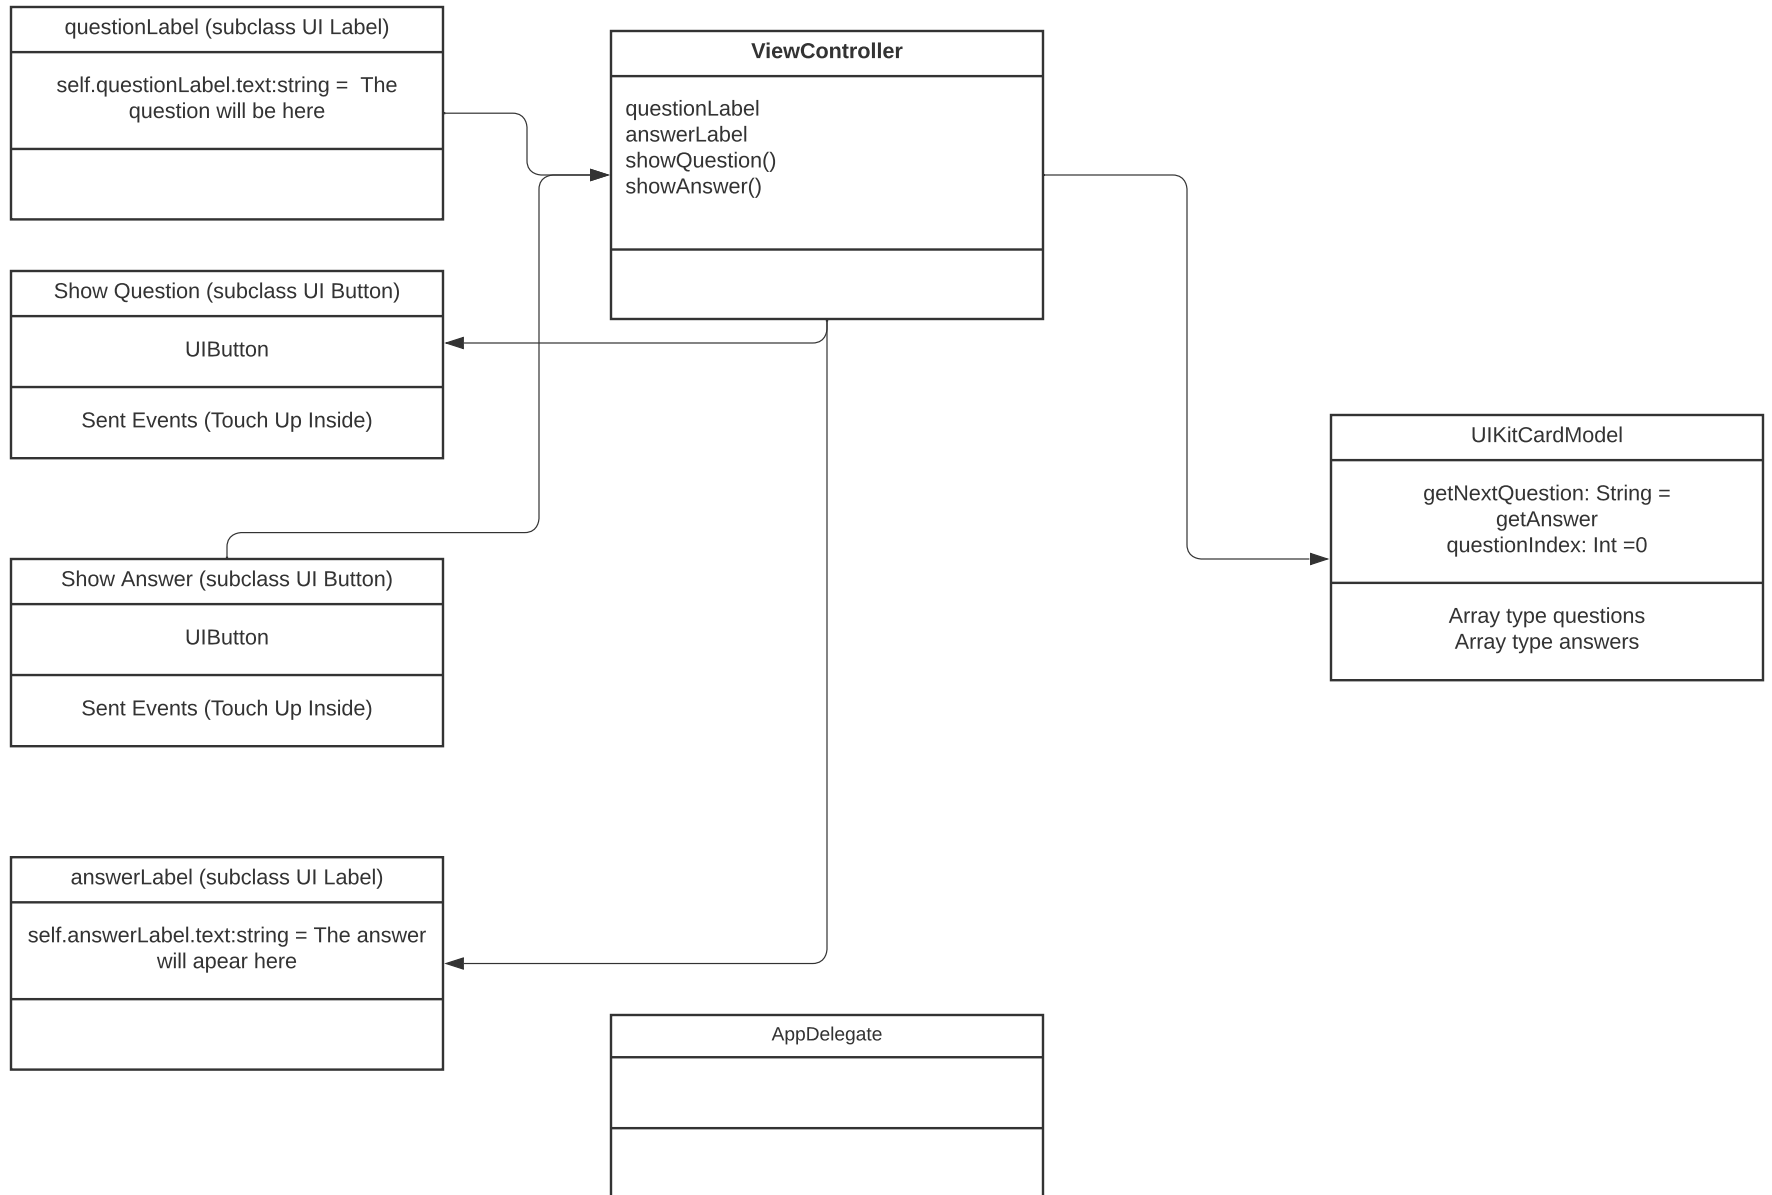 questionLabel (subclass UI Label)
self.questionLabel.text:string =  The
question will be here
ViewController
questionLabel
answerLabel
showQuestion()
showAnswer()
Show Question (subclass UI Button)
UIButton
Sent Events (Touch Up Inside)
UIKitCardModel
getNextQuestion: String =
getAnswer
questionIndex: Int =0
Array type questions
Array type answers
Show Answer (subclass UI Button)
UIButton
Sent Events (Touch Up Inside)
answerLabel (subclass UI Label)
self.answerLabel.text:string = The answer
will apear here
AppDelegate